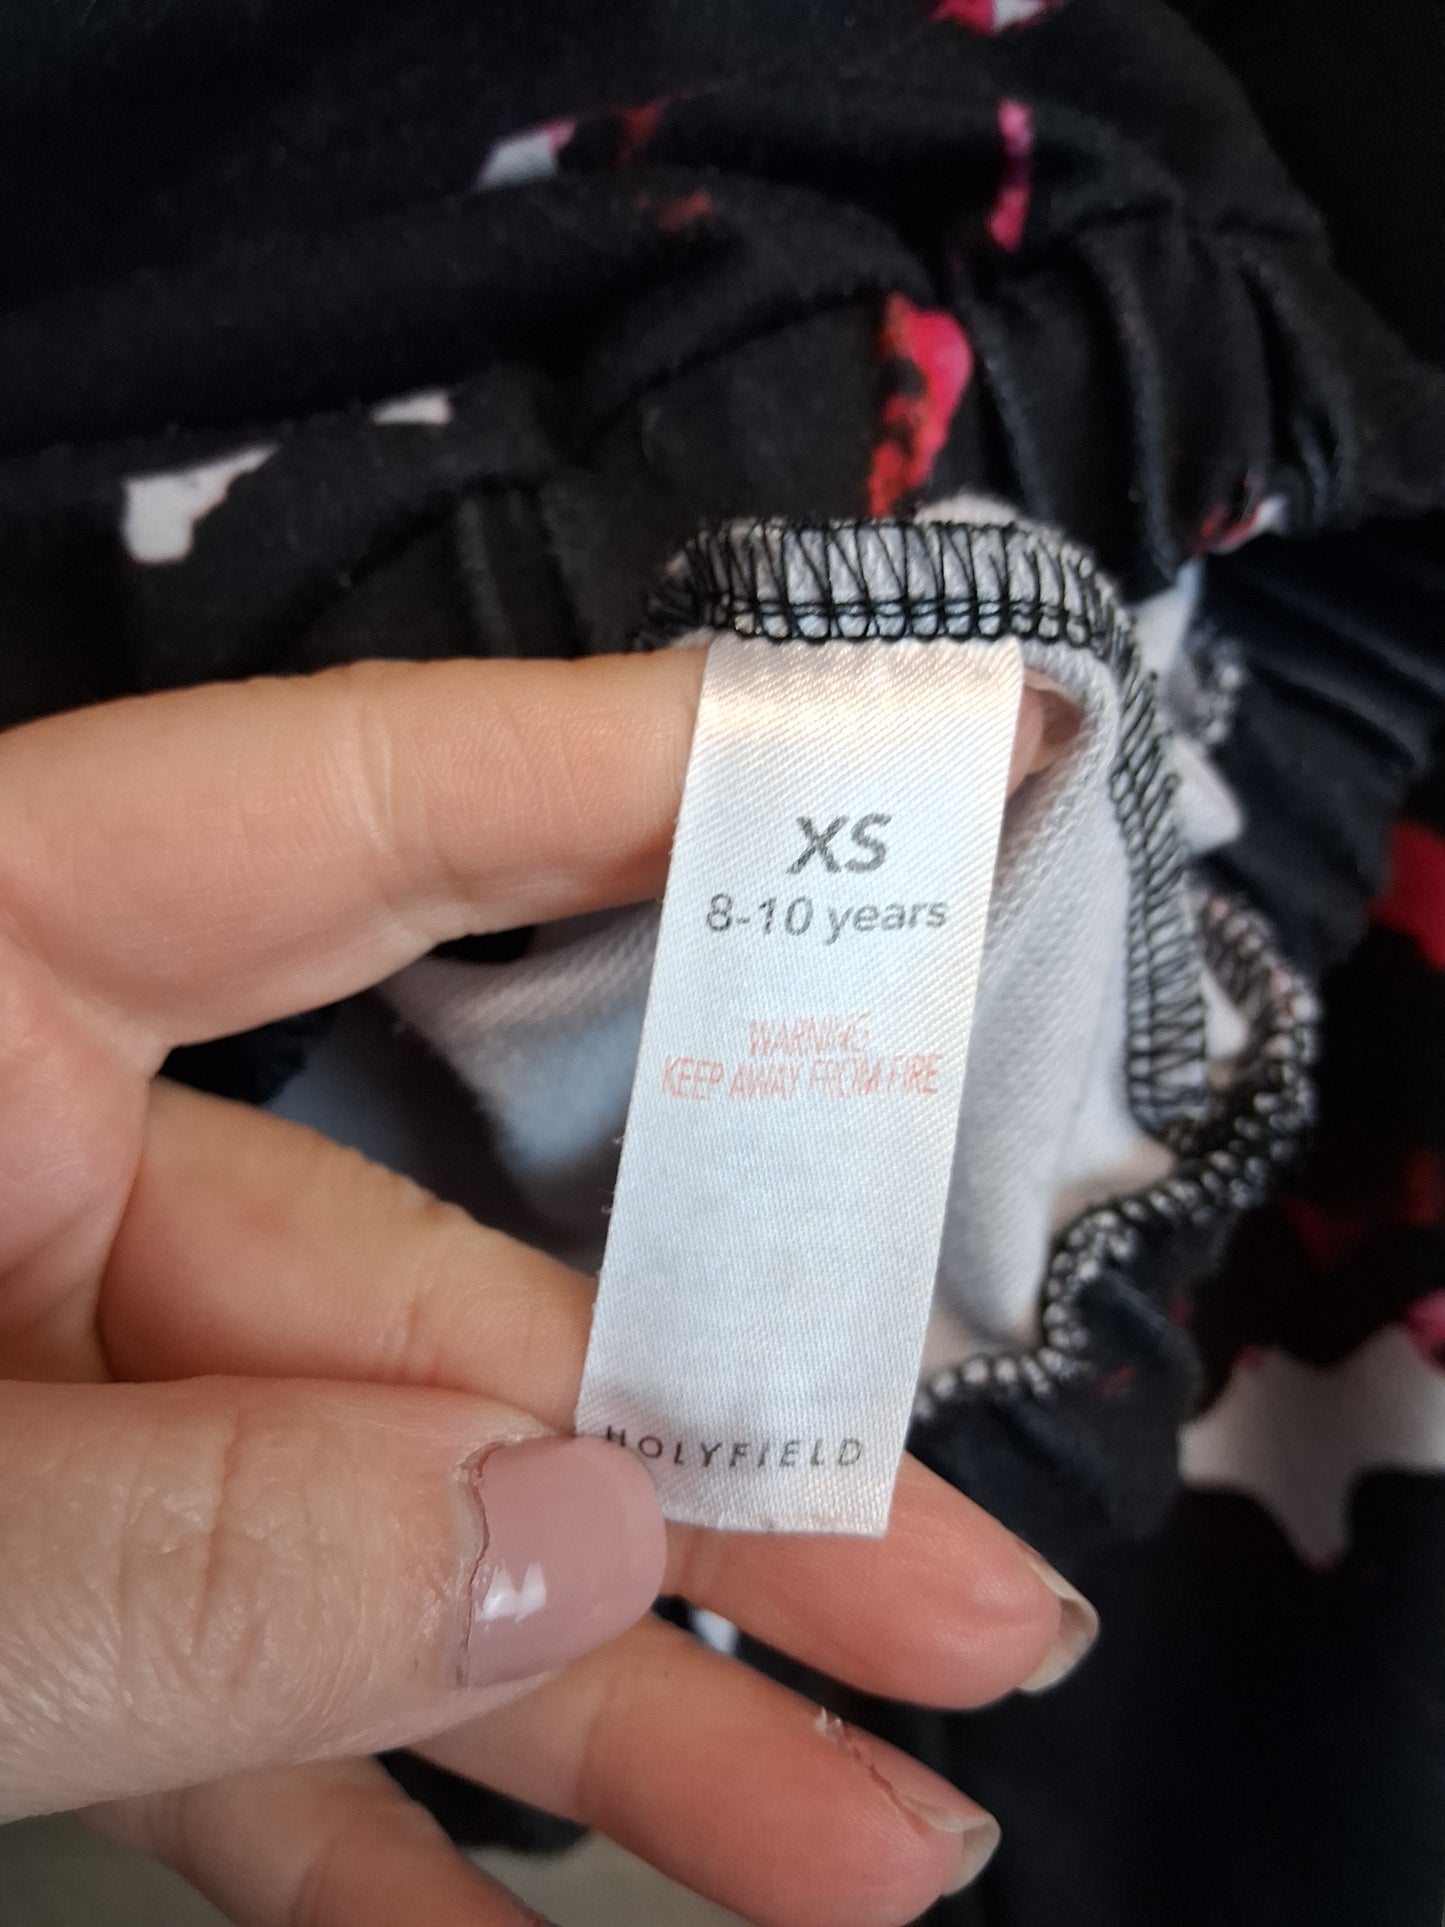 XS
8-10 years
WARNING
KEEP AWAY FROM FIRE
HOLYFIELD